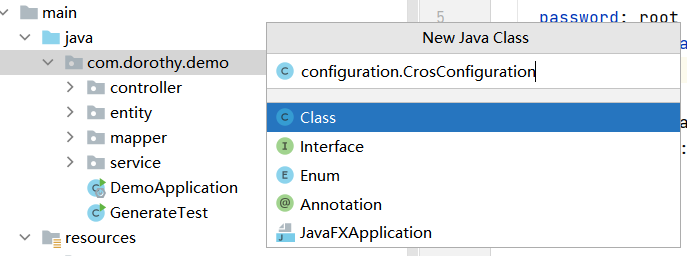 main
java
com.dorothy.demo
controller
entity
mapper
service
DemoApplication
GenerateTest
resources
5
password: root
New Java Class
configuration.CrosConfiguration
Class
Interface
Enum
Annotation
JavaFXApplication